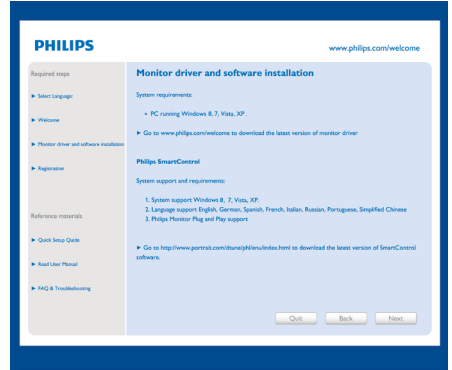 PHILIPS
www.philips.com/welcome
Required steps
► Select Language:
► Welcome
► Monitor driver and software installation
► Registration
Reference materials
► Quick Setup Guide
► Read User Manual
► FAQ & Troubleshooting
Monitor driver and software installation
System requirements:
• PC running Windows 8, 7, Vista, XP.
► Go to www.philips.com/welcome to download the latest version of monitor driver
Philips SmartControl
System support and requirements:
1. System support Windows 8, 7, Vista, XP.
2. Language support English, German, Spanish, French, Italian, Russian, Portuguese, Simplified Chinese
3. Philips Monitor Plug and Play support
► Go to http://www.portrait.com/dtune/phl/enu/index.html to download the latest version of SmartControl
software.
Quit
Back
Next